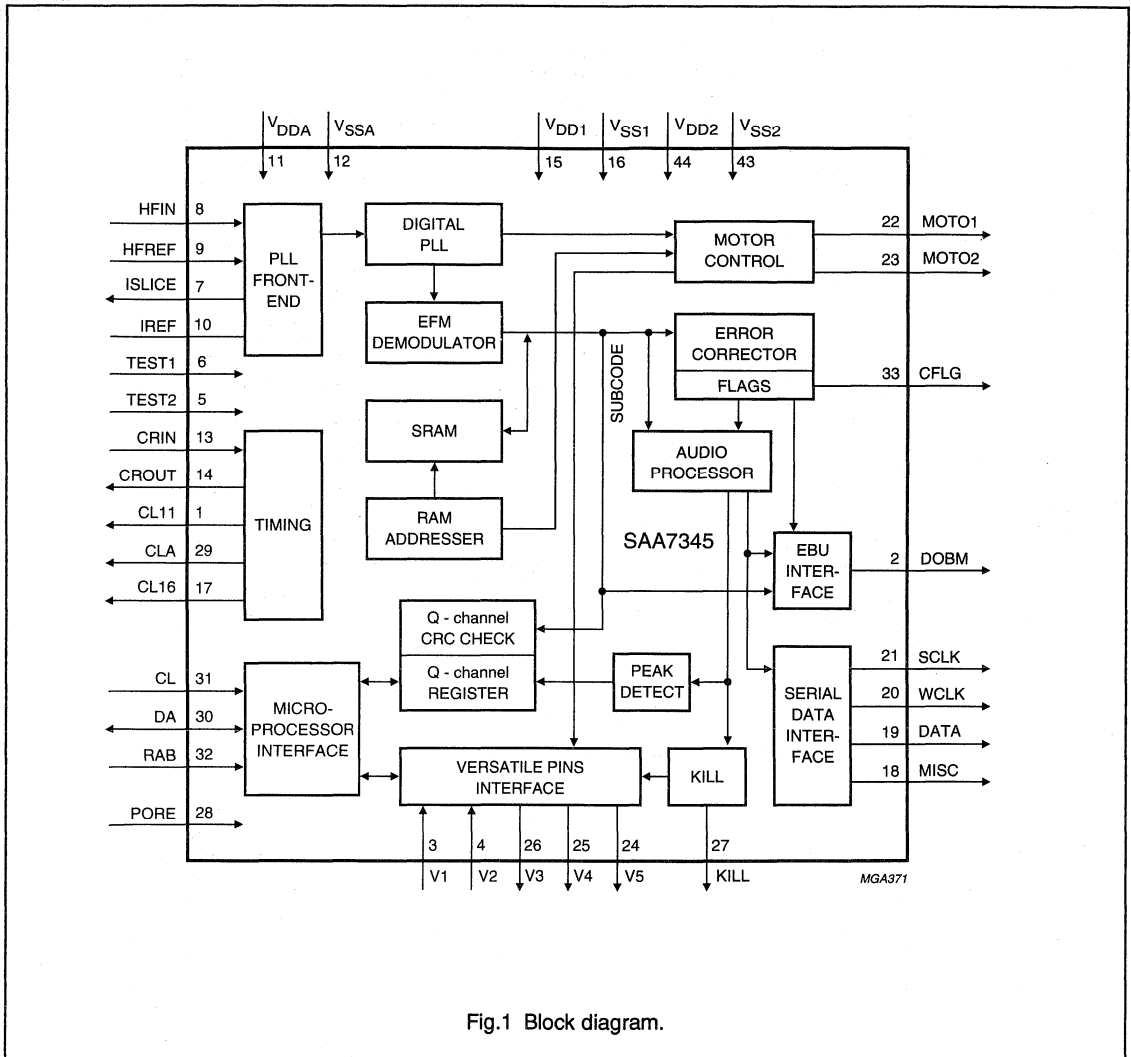 VDDA
VSSA
VDD1
VSS1
VDD2
VSS2
11
12
15
16
44
43
HFIN 8
HFREF 9
ISLICE 7
IREF 10
TEST1 6
TEST2 5
CRIN 13
CROUT 14
CL11 1
CLA 29
CL16 17
CL 31
DA 30
RAB 32
PORE 28
PLL
FRONT-
END
DIGITAL
PLL
EFM
DEMODULATOR
SRAM
RAM
ADDRESSER
TIMING
SUBCODE
MOTOR
CONTROL
22 MOTO1
23 MOTO2
ERROR
CORRECTOR
FLAGS
33 CFLG
AUDIO
PROCESSOR
SAA7345
EBU
INTER-
FACE
2 DOBM
Q - channel
CRC CHECK
Q - channel
REGISTER
PEAK
DETECT
MICRO-
PROCESSOR
INTERFACE
VERSATILE PINS
INTERFACE
KILL
SERIAL
DATA
INTER-
FACE
21 SCLK
20 WCLK
19 DATA
18 MISC
3
4
26
25
24
27
V1
V2
V3
V4
V5
KILL
MGA371
Fig.1 Block diagram.